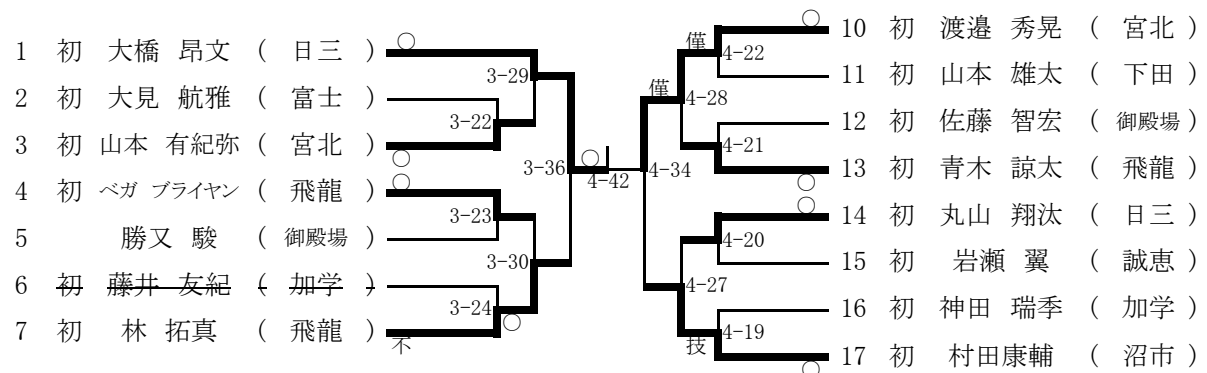 1 初 大橋 昂文 ( 日三 ) ○
2 初 大見 航雅 ( 富士 )
3 初 山本 有紀弥 ( 宮北 ) ○
4 初 ベガ ブライヤン ( 飛龍 ) ○
5 勝又 駿 ( 御殿場 )
6 初 藤井 友紀 ( 加学 )
7 初 林 拓真 ( 飛龍 ) 不
3-29
3-22
3-36
3-23
3-30
3-24 ○
○
4-42
○ 10 初 渡邉 秀晃 ( 宮北 )
11 初 山本 雄太 ( 下田 )
12 初 佐藤 智宏 ( 御殿場 )
○ 13 初 青木 諒太 ( 飛龍 )
○ 14 初 丸山 翔汰 ( 日三 )
15 初 岩瀬 翼 ( 誠恵 )
16 初 神田 瑞季 ( 加学 )
○ 17 初 村田康輔 ( 沼市 )
僅 4-22
僅 4-28
4-21
4-34
4-20
4-27
技 4-19